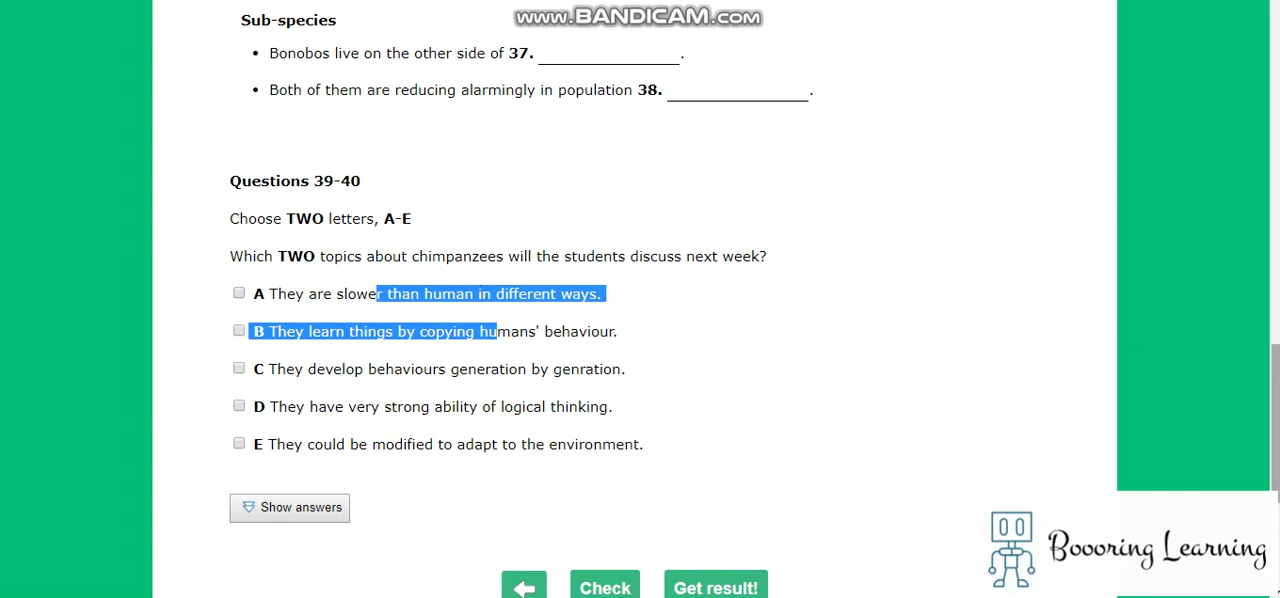 Sub-species
www.BANDICAM.com
• Bonobos live on the other side of 37. ________________.
• Both of them are reducing alarmingly in population 38. ________________.
Questions 39-40
Choose TWO letters, A-E
Which TWO topics about chimpanzees will the students discuss next week?
A They are slower than human in different ways.
B They learn things by copying humans' behaviour.
C They develop behaviours generation by genration.
D They have very strong ability of logical thinking.
E They could be modified to adapt to the environment.
Show answers
Boooring Learning
Check Get result!